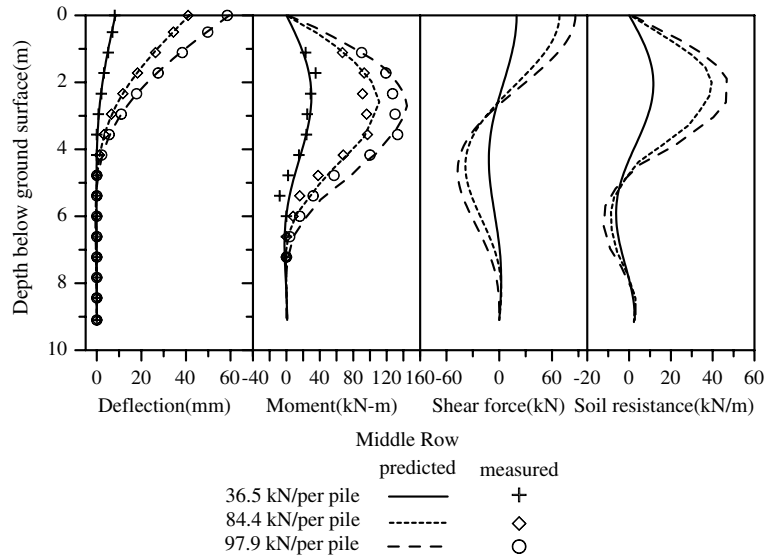 0
2
4
6
8
10
Depth below ground surface(m)
0 20 40 60 -40 0 40 80 120 160 -60 0 60 -20 0 20 40 60
Deflection(mm) Moment(kN-m) Shear force(kN) Soil resistance(kN/m)
Middle Row
predicted measured
36.5 kN/per pile
84.4 kN/per pile
97.9 kN/per pile